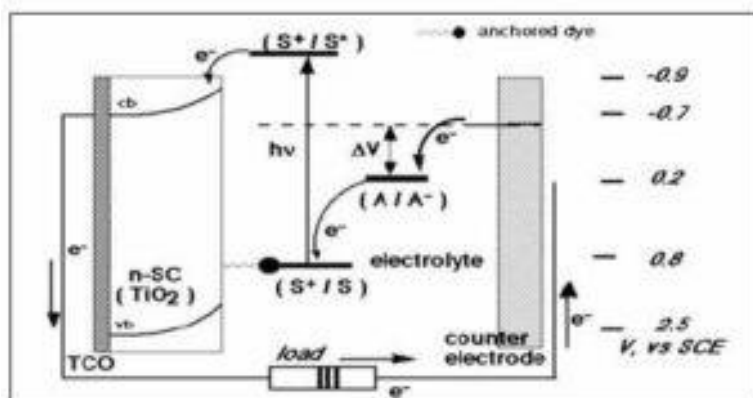 anchored dye
( S⁺ / S* )
e⁻
cb
hν
ΔV
e⁻
( A / A⁻ )
e⁻
e⁻
n-SC
( TiO₂ )
electrolyte
( S⁺ / S )
vb
TCO
load
e⁻
counter
electrode
e⁻
-0.9
-0.7
0.2
0.8
2.5
V, vs SCE